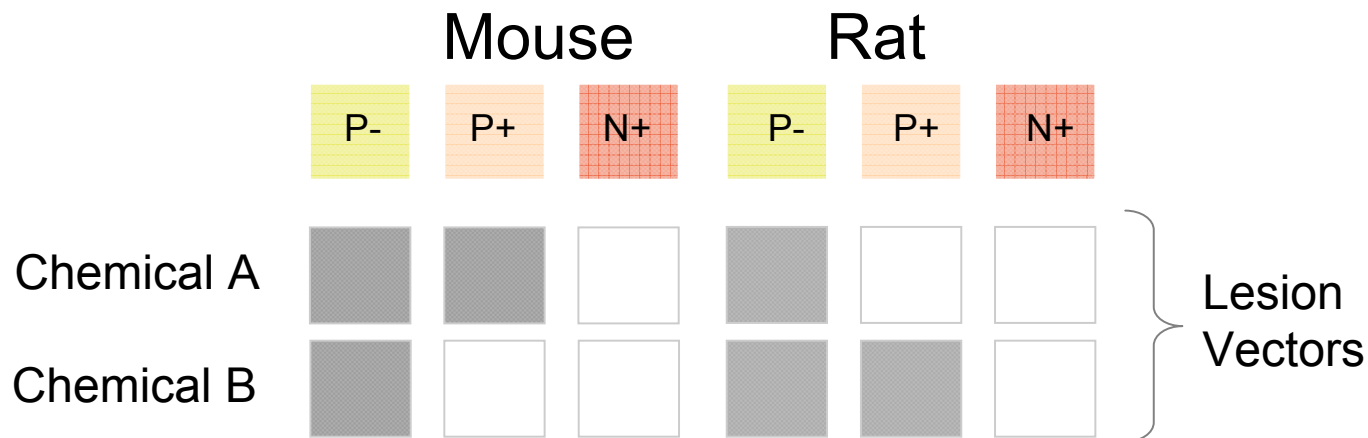 Mouse Rat
P- P+ N+ P- P+ N+
Chemical A
Chemical B
Lesion
Vectors